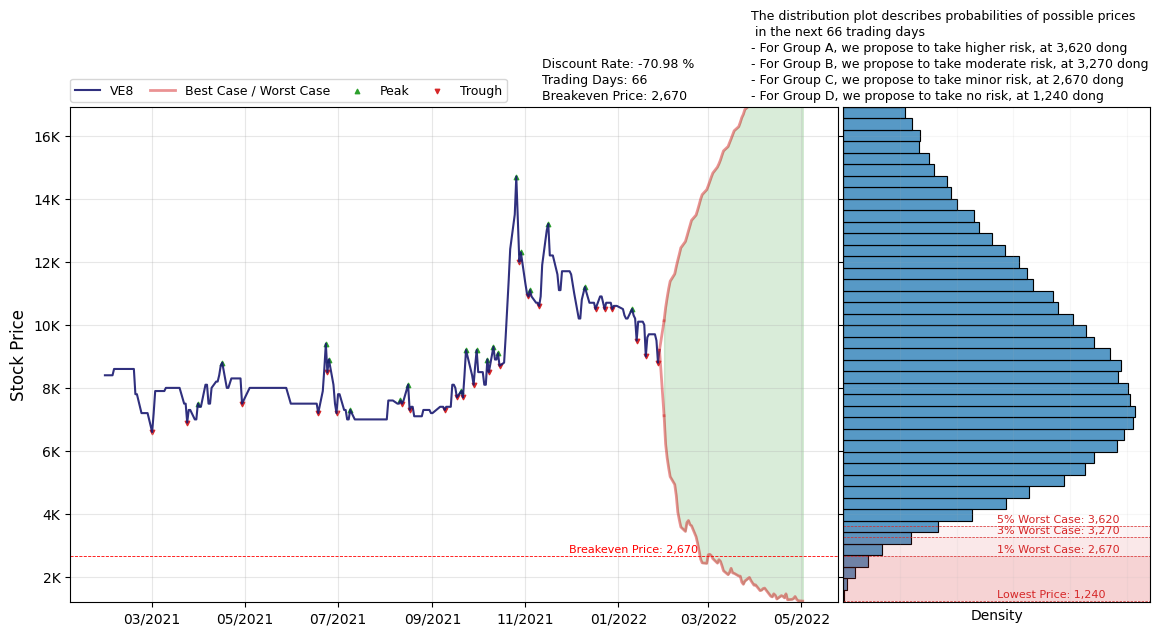 The distribution plot describes probabilities of possible prices
in the next 66 trading days
- For Group A, we propose to take higher risk, at 3,620 dong
- For Group B, we propose to take moderate risk, at 3,270 dong
- For Group C, we propose to take minor risk, at 2,670 dong
- For Group D, we propose to take no risk, at 1,240 dong
Discount Rate: -70.98 %
Trading Days: 66
Breakeven Price: 2,670
VE8
Best Case / Worst Case
Peak
Trough
Stock Price
16K
14K
12K
10K
8K
6K
4K
2K
Breakeven Price: 2,670
5% Worst Case: 3,620
3% Worst Case: 3,270
1% Worst Case: 2,670
Lowest Price: 1,240
03/2021
05/2021
07/2021
09/2021
11/2021
01/2022
03/2022
05/2022
Density